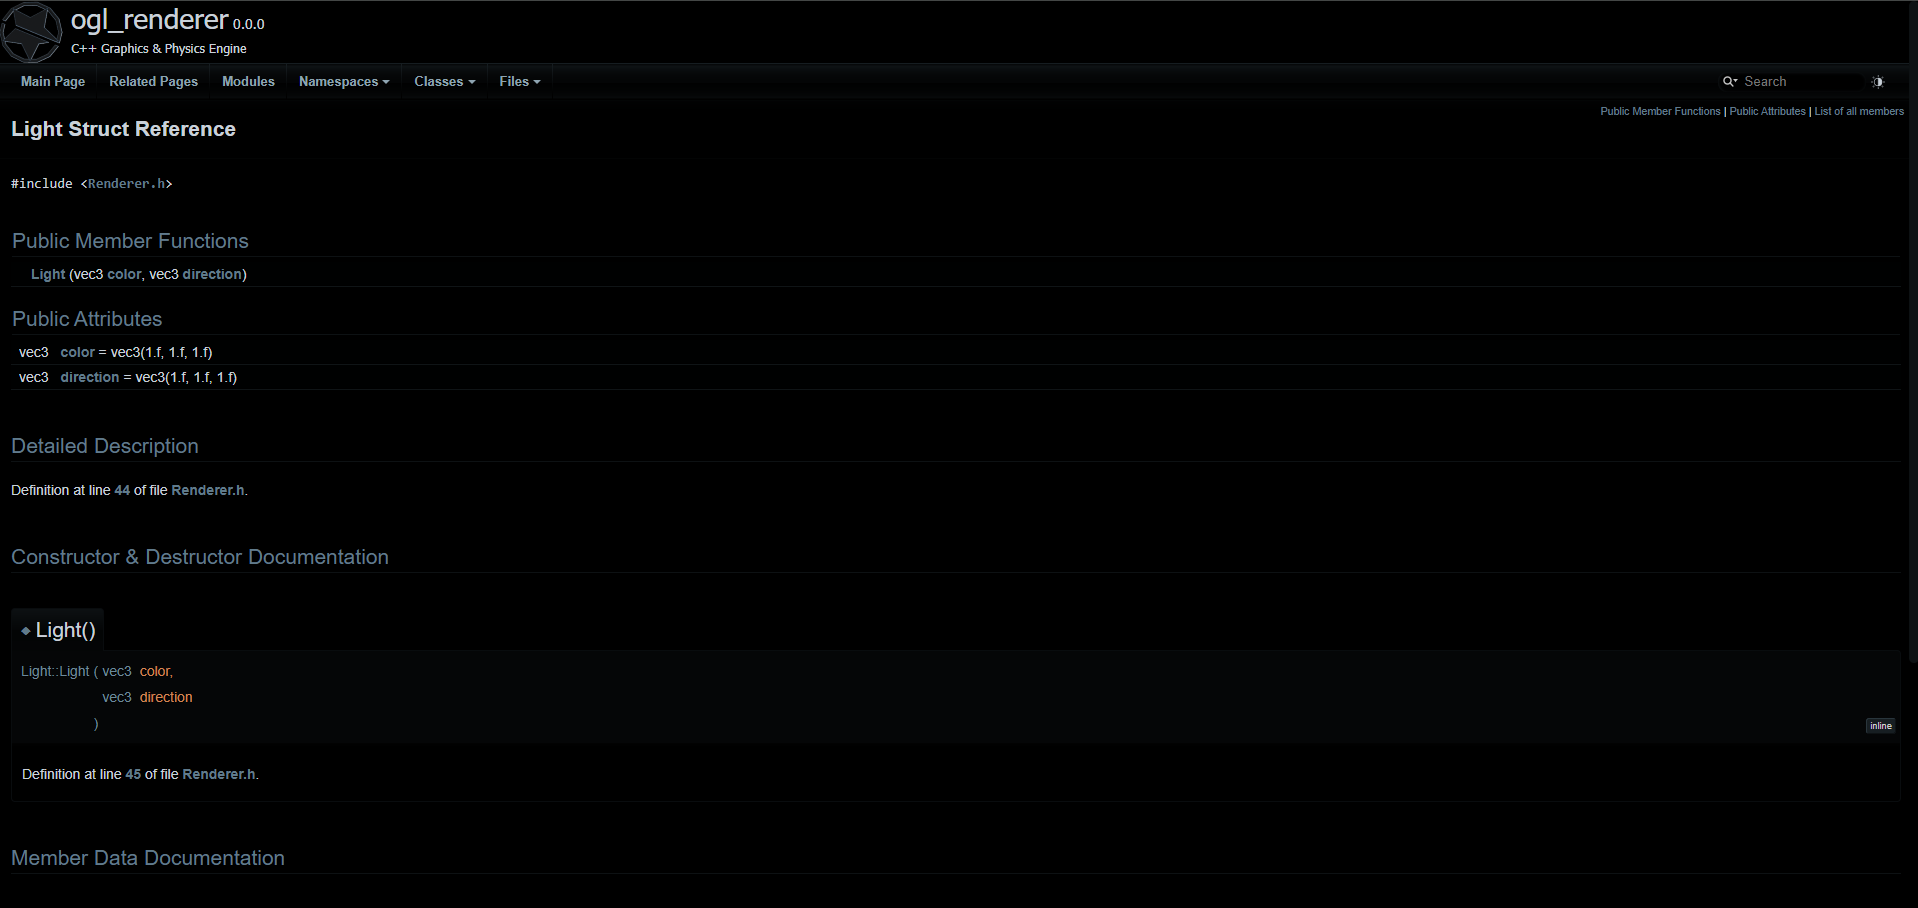 ogl_renderer 0.0.0
C++ Graphics & Physics Engine
Main Page Related Pages Modules Namespaces Classes Files Search
Public Member Functions | Public Attributes | List of all members
Light Struct Reference
#include <Renderer.h>
Public Member Functions
Light (vec3 color, vec3 direction)
Public Attributes
vec3 color = vec3(1.f, 1.f, 1.f)
vec3 direction = vec3(1.f, 1.f, 1.f)
Detailed Description
Definition at line 44 of file Renderer.h.
Constructor & Destructor Documentation
◆ Light()
Light::Light ( vec3 color,
vec3 direction
)
inline
Definition at line 45 of file Renderer.h.
Member Data Documentation